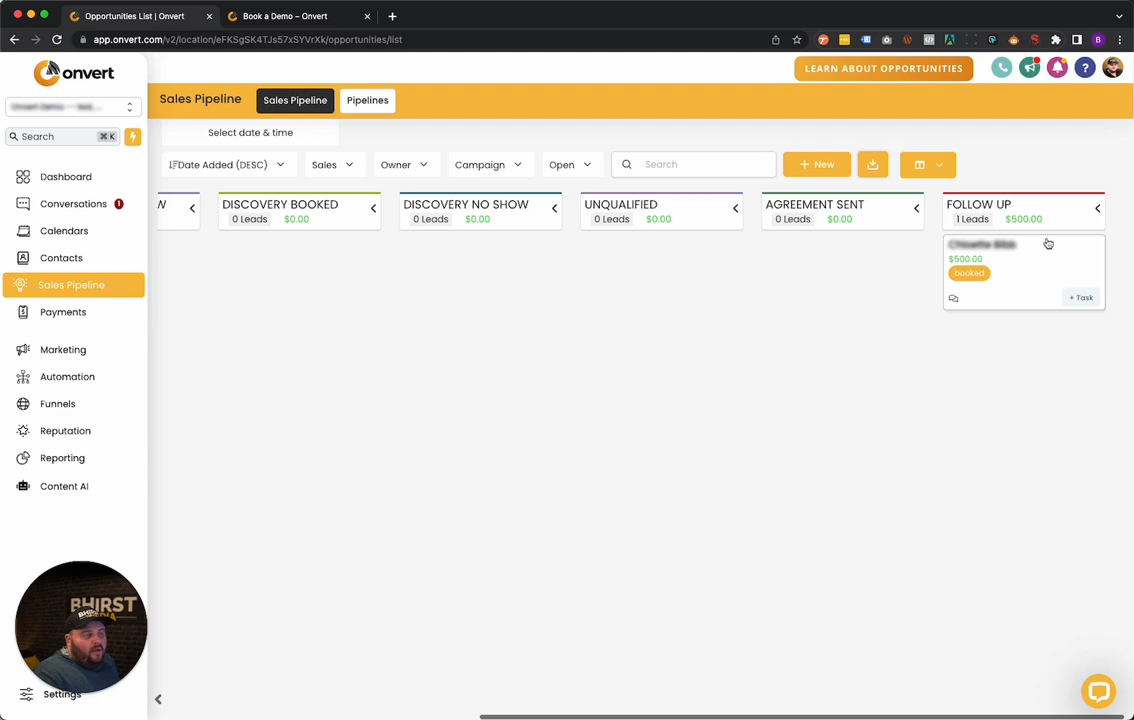 Opportunities List | Onvert
Book a Demo – Onvert
app.onvert.com/v2/location/eFKSgSK4TJs57xSYVrXk/opportunities/list
B
onvert
LEARN ABOUT OPPORTUNITIES
Sales Pipeline
Sales Pipeline
Pipelines
Search
⌘ K
Select date & time
Date Added (DESC)
Sales
Owner
Campaign
Open
Search
+ New
Dashboard
Conversations 1
Calendars
Contacts
Sales Pipeline
Payments
Marketing
Automation
Funnels
Reputation
Reporting
Content AI
Settings
W
DISCOVERY BOOKED
0 Leads $0.00
DISCOVERY NO SHOW
0 Leads $0.00
UNQUALIFIED
0 Leads $0.00
AGREEMENT SENT
0 Leads $0.00
FOLLOW UP
1 Leads $500.00
$500.00
booked
+ Task
BHIRST